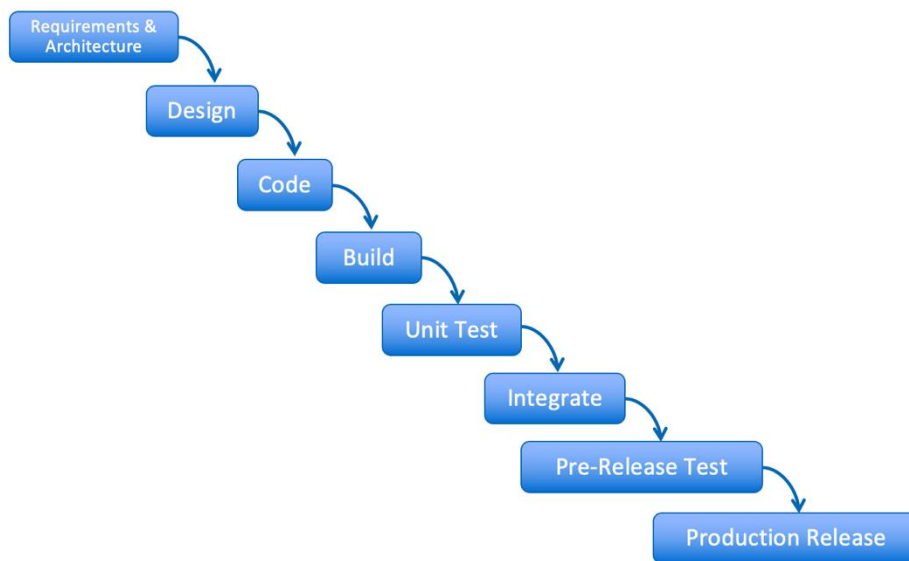 Requirements &
Architecture
Design
Code
Build
Unit Test
Integrate
Pre-Release Test
Production Release